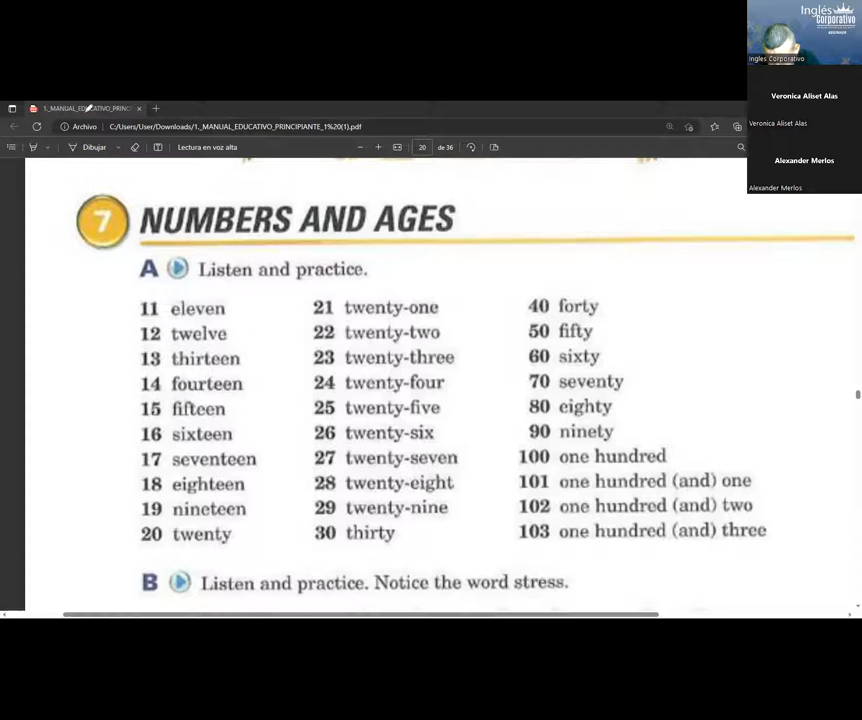 Inglés
Corporativo
BEGINNER
Ingles Corporativo
Veronica Aliset Alas
Veronica Aliset Alas
Alexander Merlos
Alexander Merlos
1._MANUAL_EDUCATIVO_PRINC
Archivo C:/Users/User/Downloads/1._MANUAL_EDUCATIVO_PRINCIPIANTE_1%20(1).pdf
Dibujar Lectura en voz alta 20 de 36
7 NUMBERS AND AGES
A Listen and practice.
11 eleven 21 twenty-one 40 forty
12 twelve 22 twenty-two 50 fifty
13 thirteen 23 twenty-three 60 sixty
14 fourteen 24 twenty-four 70 seventy
15 fifteen 25 twenty-five 80 eighty
16 sixteen 26 twenty-six 90 ninety
17 seventeen 27 twenty-seven 100 one hundred
18 eighteen 28 twenty-eight 101 one hundred (and) one
19 nineteen 29 twenty-nine 102 one hundred (and) two
20 twenty 30 thirty 103 one hundred (and) three
B Listen and practice. Notice the word stress.